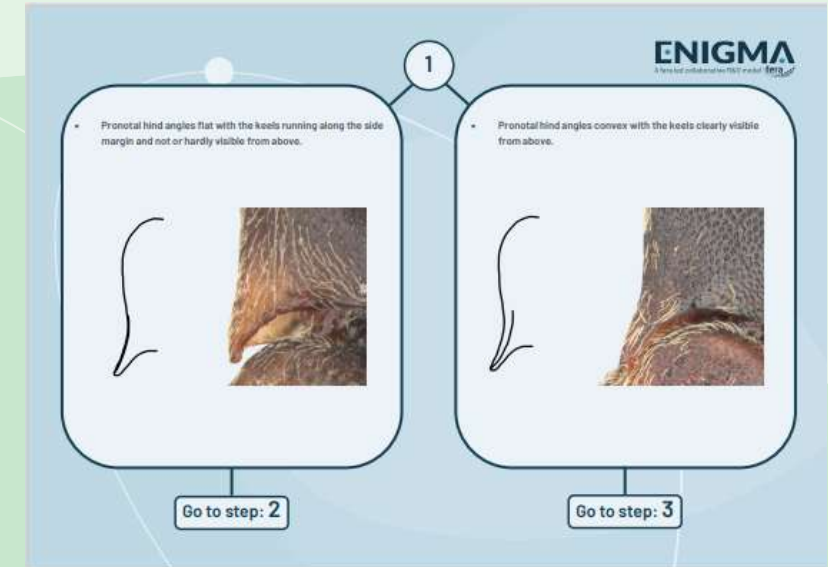 1
ENIGMA
fera
Pronotal hind angles flat with the keels running along the side
margin and not or hardly visible from above.
Pronotal hind angles convex with the keels clearly visible
from above.
Go to step: 2
Go to step: 3